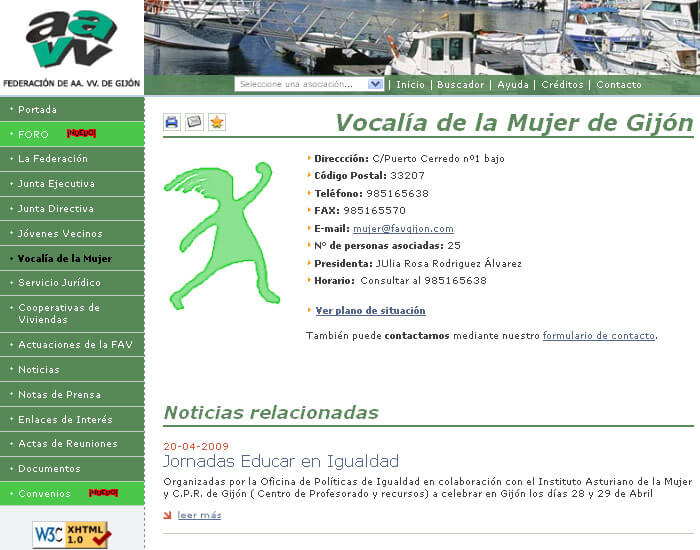 aa
vv
FEDERACIÓN DE AA. VV. DE GIJÓN
Seleccione una asociación...
| Inicio | Buscador | Ayuda | Créditos | Contacto
Portada
FORO ¡NUEVO!
La Federación
Junta Ejecutiva
Junta Directiva
Jóvenes Vecinos
Vocalía de la Mujer
Servicio Jurídico
Cooperativas de
Viviendas
Actuaciones de la FAV
Noticias
Notas de Prensa
Enlaces de Interés
Actas de Reuniones
Documentos
Convenios ¡NUEVO!
W3C XHTML
1.0
Vocalía de la Mujer de Gijón
Direccción: C/Puerto Cerredo nº1 bajo
Código Postal: 33207
Teléfono: 985165638
FAX: 985165570
E-mail: mujer@favgijon.com
Nº de personas asociadas: 25
Presidenta: JUlia Rosa Rodriguez Álvarez
Horario: Consultar al 985165638
Ver plano de situación
También puede contactarnos mediante nuestro formulario de contacto.
Noticias relacionadas
20-04-2009
Jornadas Educar en Igualdad
Organizadas por la Oficina de Políticas de Igualdad en colaboración con el Instituto Asturiano de la Mujer
y C.P.R. de Gijón ( Centro de Profesorado y recursos) a celebrar en Gijón los días 28 y 29 de Abril
leer más